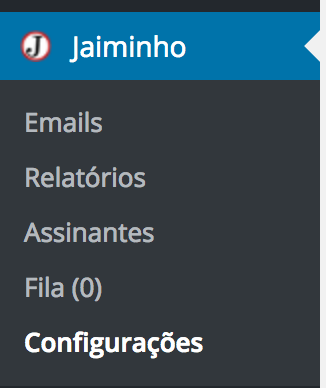 J Jaiminho
Emails
Relatórios
Assinantes
Fila (0)
Configurações